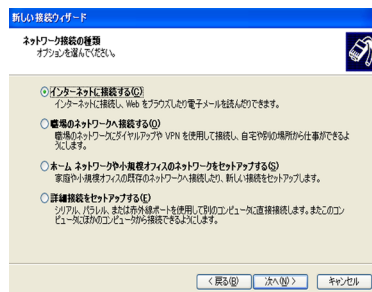 新しい接続ウィザード
ネットワーク接続の種類
オプションを選んでください。
インターネットに接続する(C)
インターネットに接続し、Web をブラウズしたり電子メールを読んだりできます。
職場のネットワークへ接続する(O)
職場のネットワークにダイヤルアップや VPN を使用して接続し、自宅や別の場所から仕事ができるよ
うにします。
ホーム ネットワークや小規模オフィスのネットワークをセットアップする(S)
家庭や小規模オフィスの既存のネットワークへ接続したり、新しい接続をセットアップします。
詳細接続をセットアップする(E)
シリアル、パラレル、または赤外線ポートを使用して別のコンピュータに直接接続します。またこのコン
ピュータにほかのコンピュータから接続できるようにします。
< 戻る(B) 次へ(N) > キャンセル